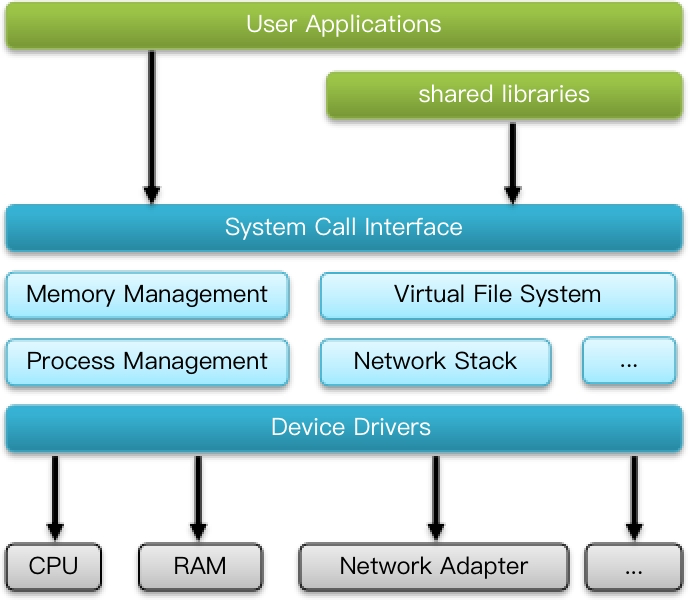 User Applications
shared libraries
System Call Interface
Memory Management
Virtual File System
Process Management
Network Stack
...
Device Drivers
CPU
RAM
Network Adapter
...